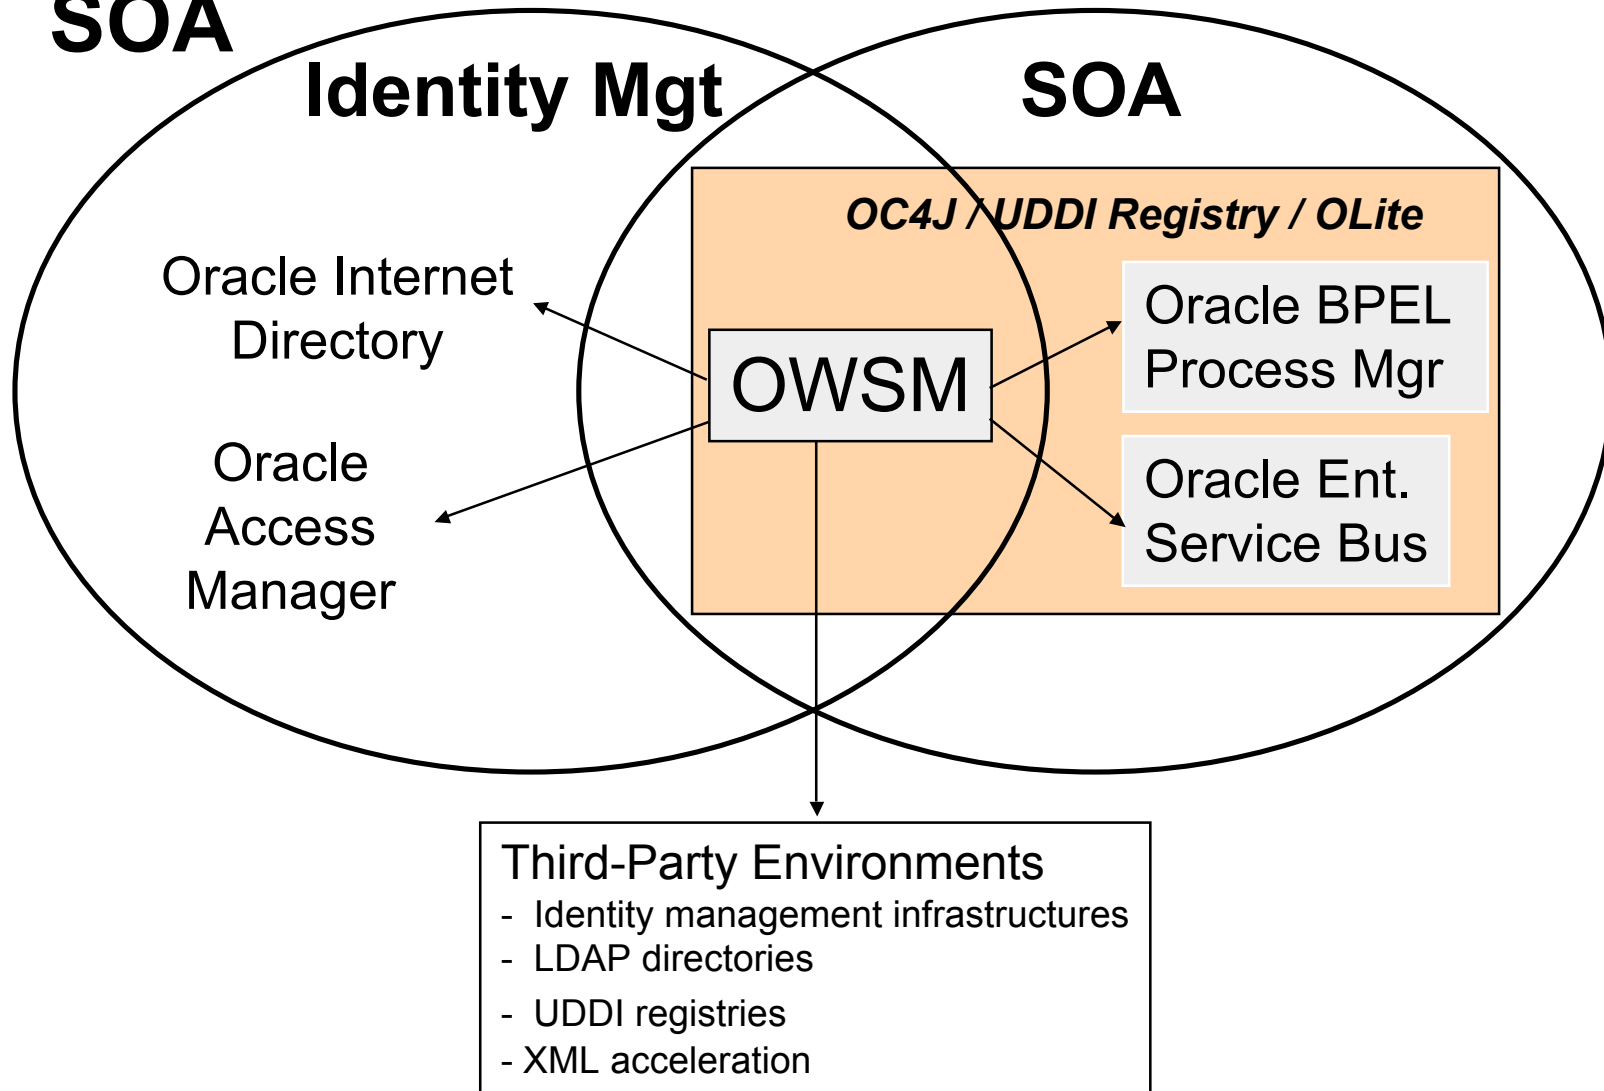 SOA
Identity Mgt
SOA
OC4J / UDDI Registry / OLite
Oracle Internet
Directory
Oracle
Access
Manager
OWSM
Oracle BPEL
Process Mgr
Oracle Ent.
Service Bus
Third-Party Environments
- Identity management infrastructures
- LDAP directories
- UDDI registries
- XML acceleration